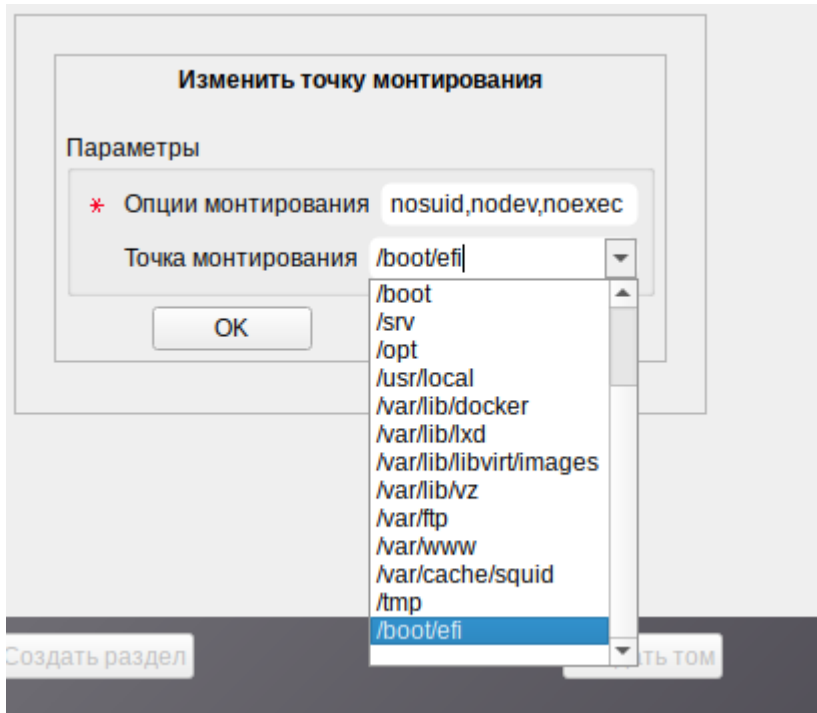 Изменить точку монтирования
Параметры
* Опции монтирования nosuid,nodev,noexec
Точка монтирования /boot/efi
/boot
/srv
OK
/opt
/usr/local
/var/lib/docker
/var/lib/lxd
/var/lib/libvirt/images
/var/lib/vz
/var/ftp
/var/www
/var/cache/squid
/tmp
/boot/efi
Создать раздел
ть том